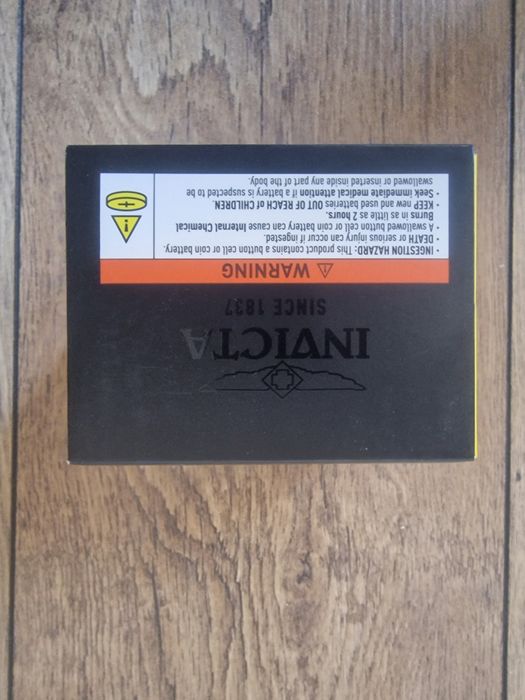 INVICTA
SINCE 1837
WARNING
• INGESTION HAZARD: This product contains a button cell or coin battery.
• DEATH or serious injury can occur if ingested.
• A swallowed button cell or coin battery can cause Internal Chemical
Burns in as little as 2 hours.
• KEEP new and used batteries OUT OF REACH of CHILDREN.
• Seek immediate medical attention if a battery is suspected to be
swallowed or inserted inside any part of the body.